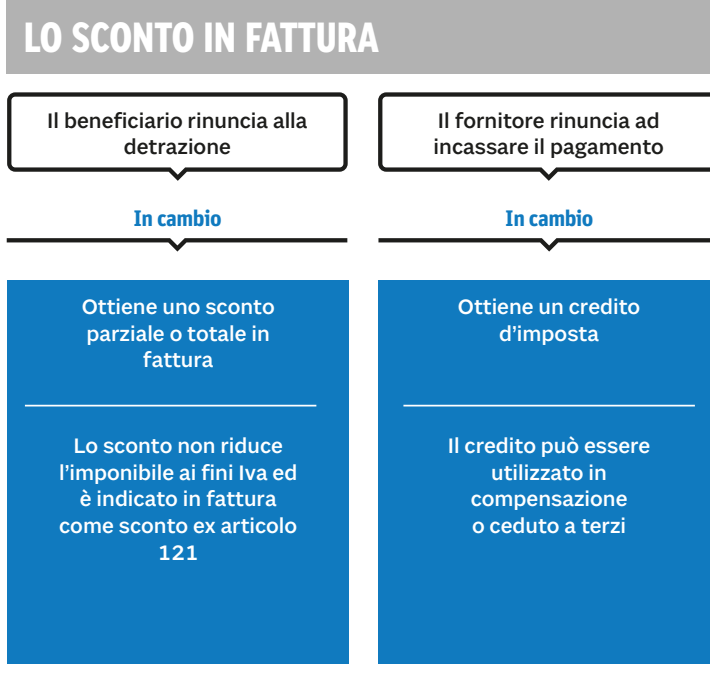 LO SCONTO IN FATTURA
Il beneficiario rinuncia alla
detrazione
In cambio
Ottiene uno sconto
parziale o totale in
fattura
Lo sconto non riduce
l'imponibile ai fini Iva ed
è indicato in fattura
come sconto ex articolo
121
Il fornitore rinuncia ad
incassare il pagamento
In cambio
Ottiene un credito
d'imposta
Il credito può essere
utilizzato in
compensazione
o ceduto a terzi